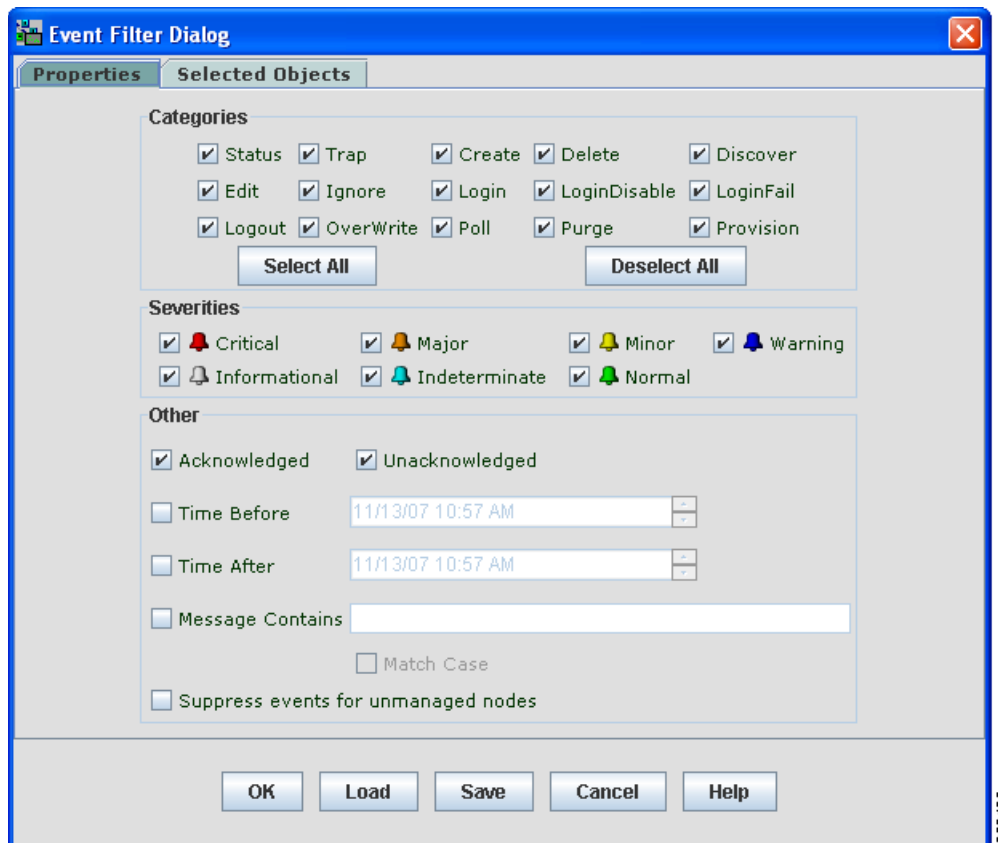 Event Filter Dialog
Properties Selected Objects
Categories
Status Trap Create Delete Discover
Edit Ignore Login LoginDisable LoginFail
Logout OverWrite Poll Purge Provision
Select All Deselect All
Severities
Critical Major Minor Warning
Informational Indeterminate Normal
Other
Acknowledged Unacknowledged
Time Before 11/13/07 10:57 AM
Time After 11/13/07 10:57 AM
Message Contains
Match Case
Suppress events for unmanaged nodes
OK Load Save Cancel Help